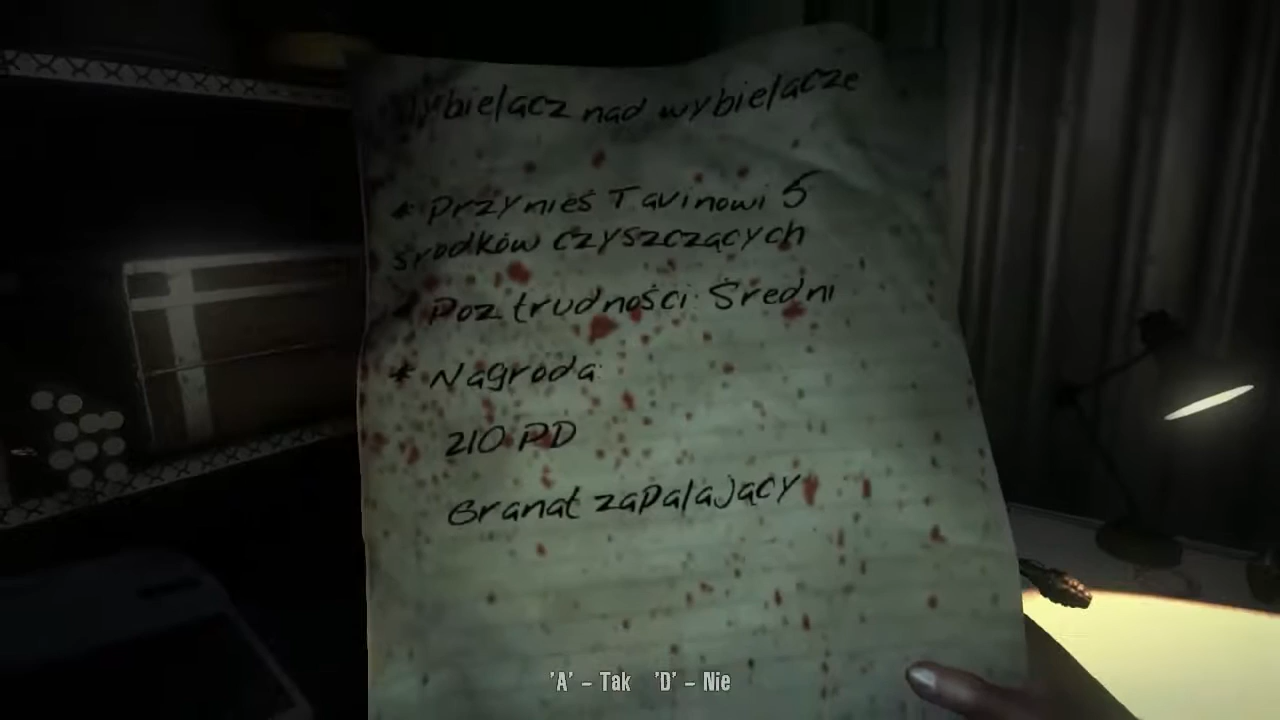 Wybielacz nad wybielacze
* Przynieś Tavinowi 5
środków czyszczących
* Poz trudności: Średni
* Nagroda:
210 PD
Granat zapalający
'A' – Tak 'D' – Nie